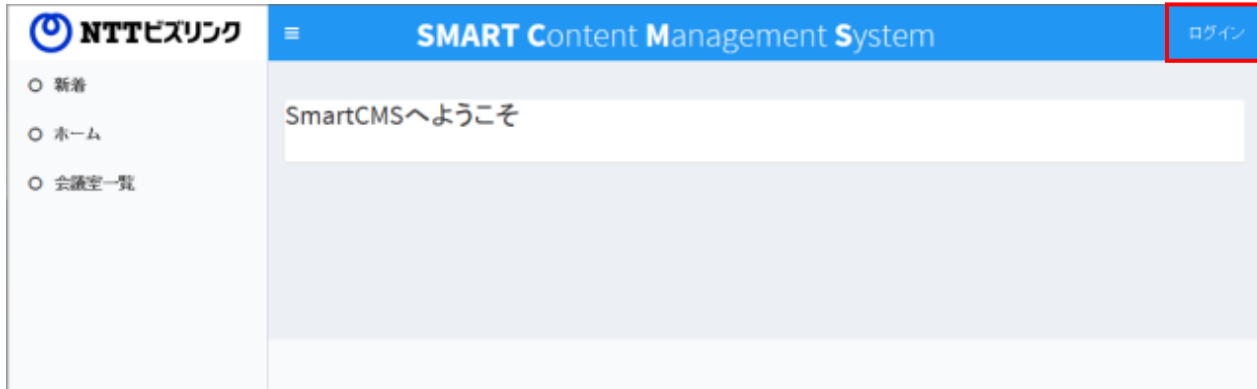 NTTビズリンク
SMART Content Management System
ログイン
新着
ホーム
会議室一覧
SmartCMSへようこそ